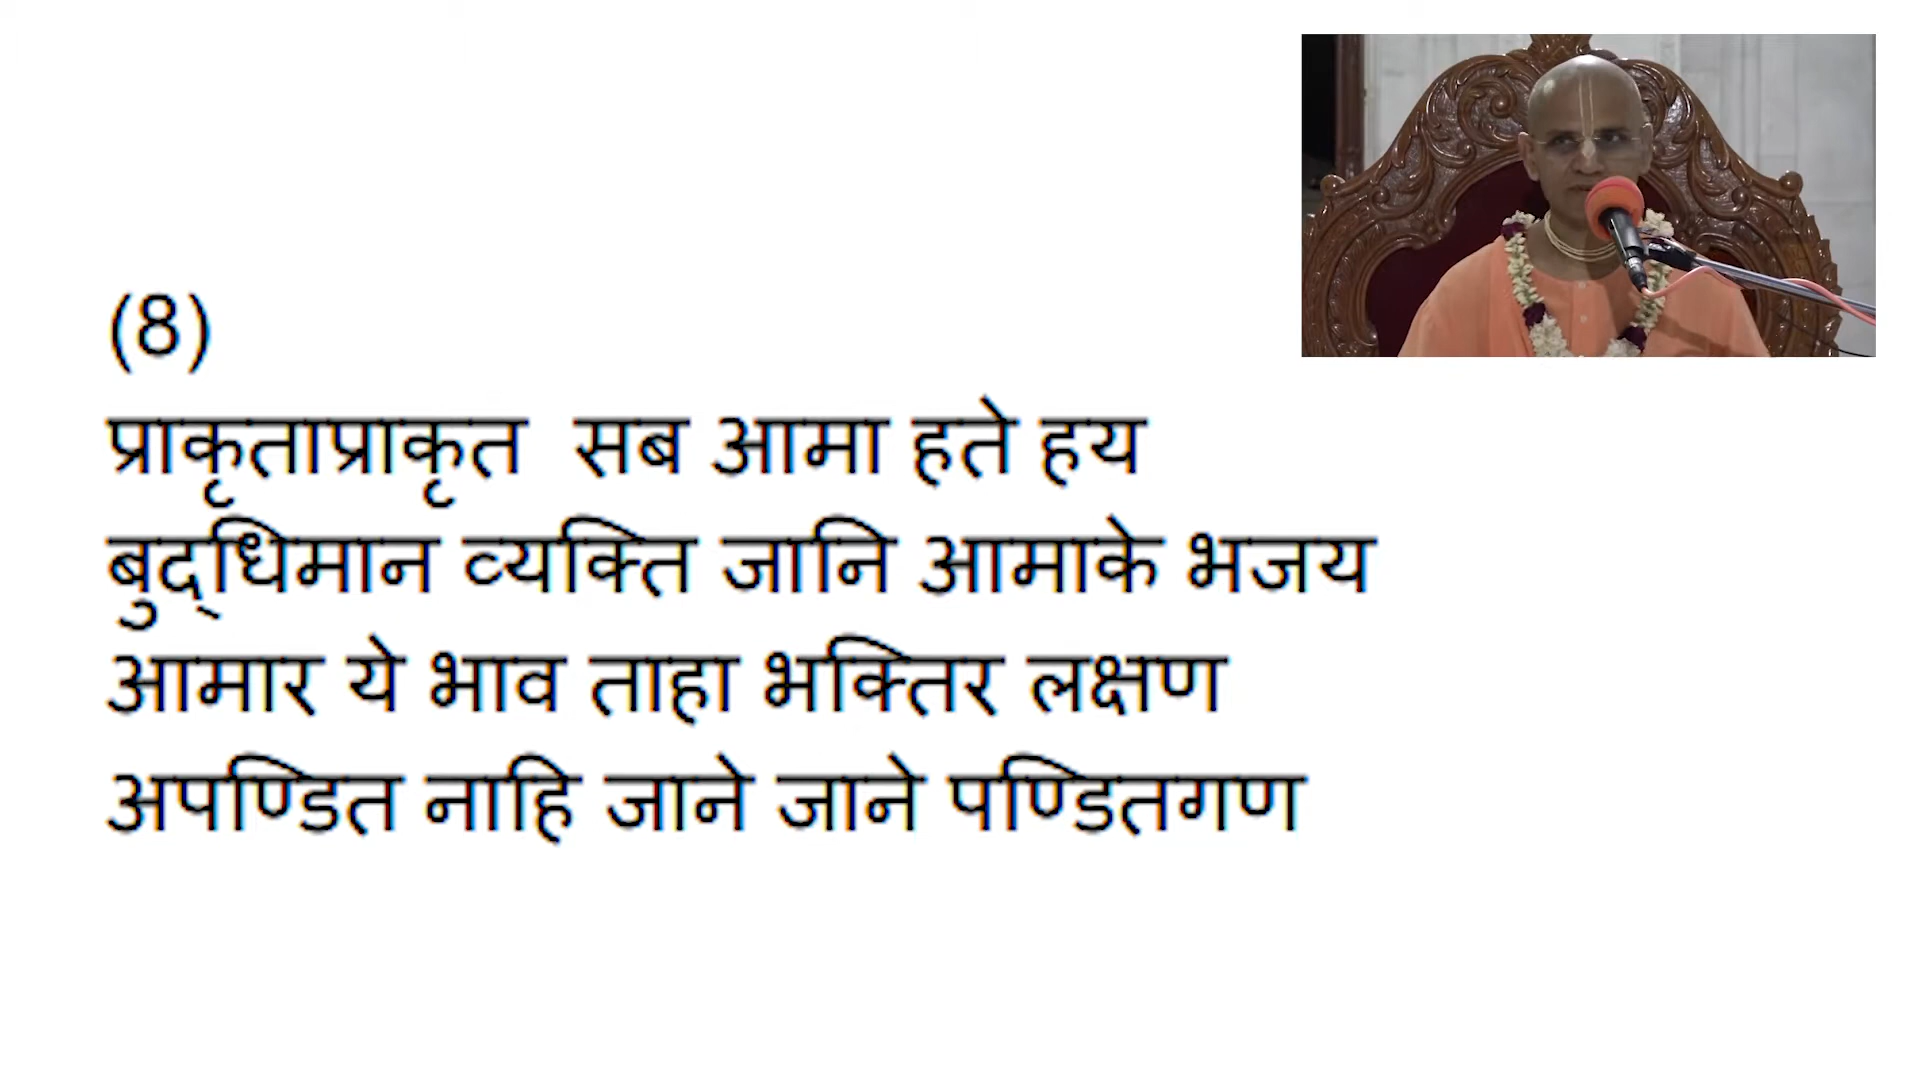 (8)
प्राकृताप्राकृत सब आमा हते हय
बुद्‌धिमान व्यक्ति जानि आमाके भजय
आमार ये भाव ताहा भक्तिर लक्षण
अपण्डित नाहि जाने जाने पण्डितगण